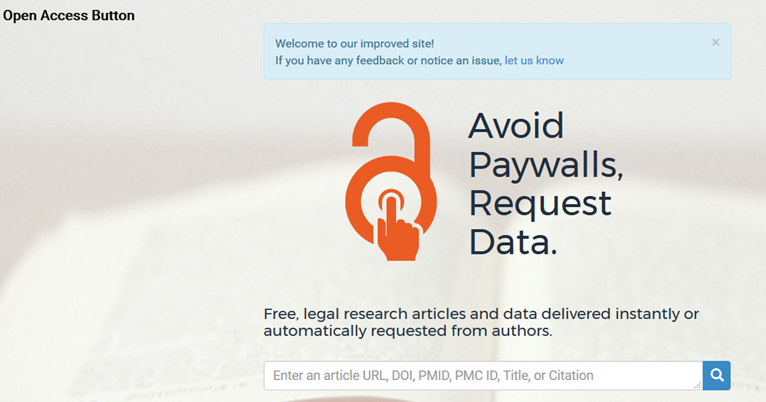 Open Access Button
Welcome to our improved site!
×
If you have any feedback or notice an issue, let us know
Avoid
Paywalls,
Request
Data.
Free, legal research articles and data delivered instantly or
automatically requested from authors.
Enter an article URL, DOI, PMID, PMC ID, Title, or Citation